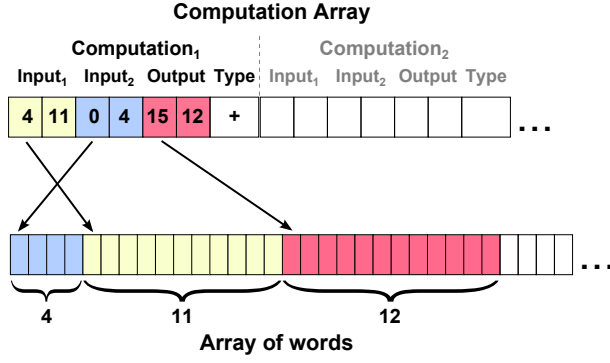 Computation Array
Computation₁ Computation₂
Input₁ Input₂ Output Type Input₁ Input₂ Output Type
4 11 0 4 15 12 + ...
...
4 11 12
Array of words